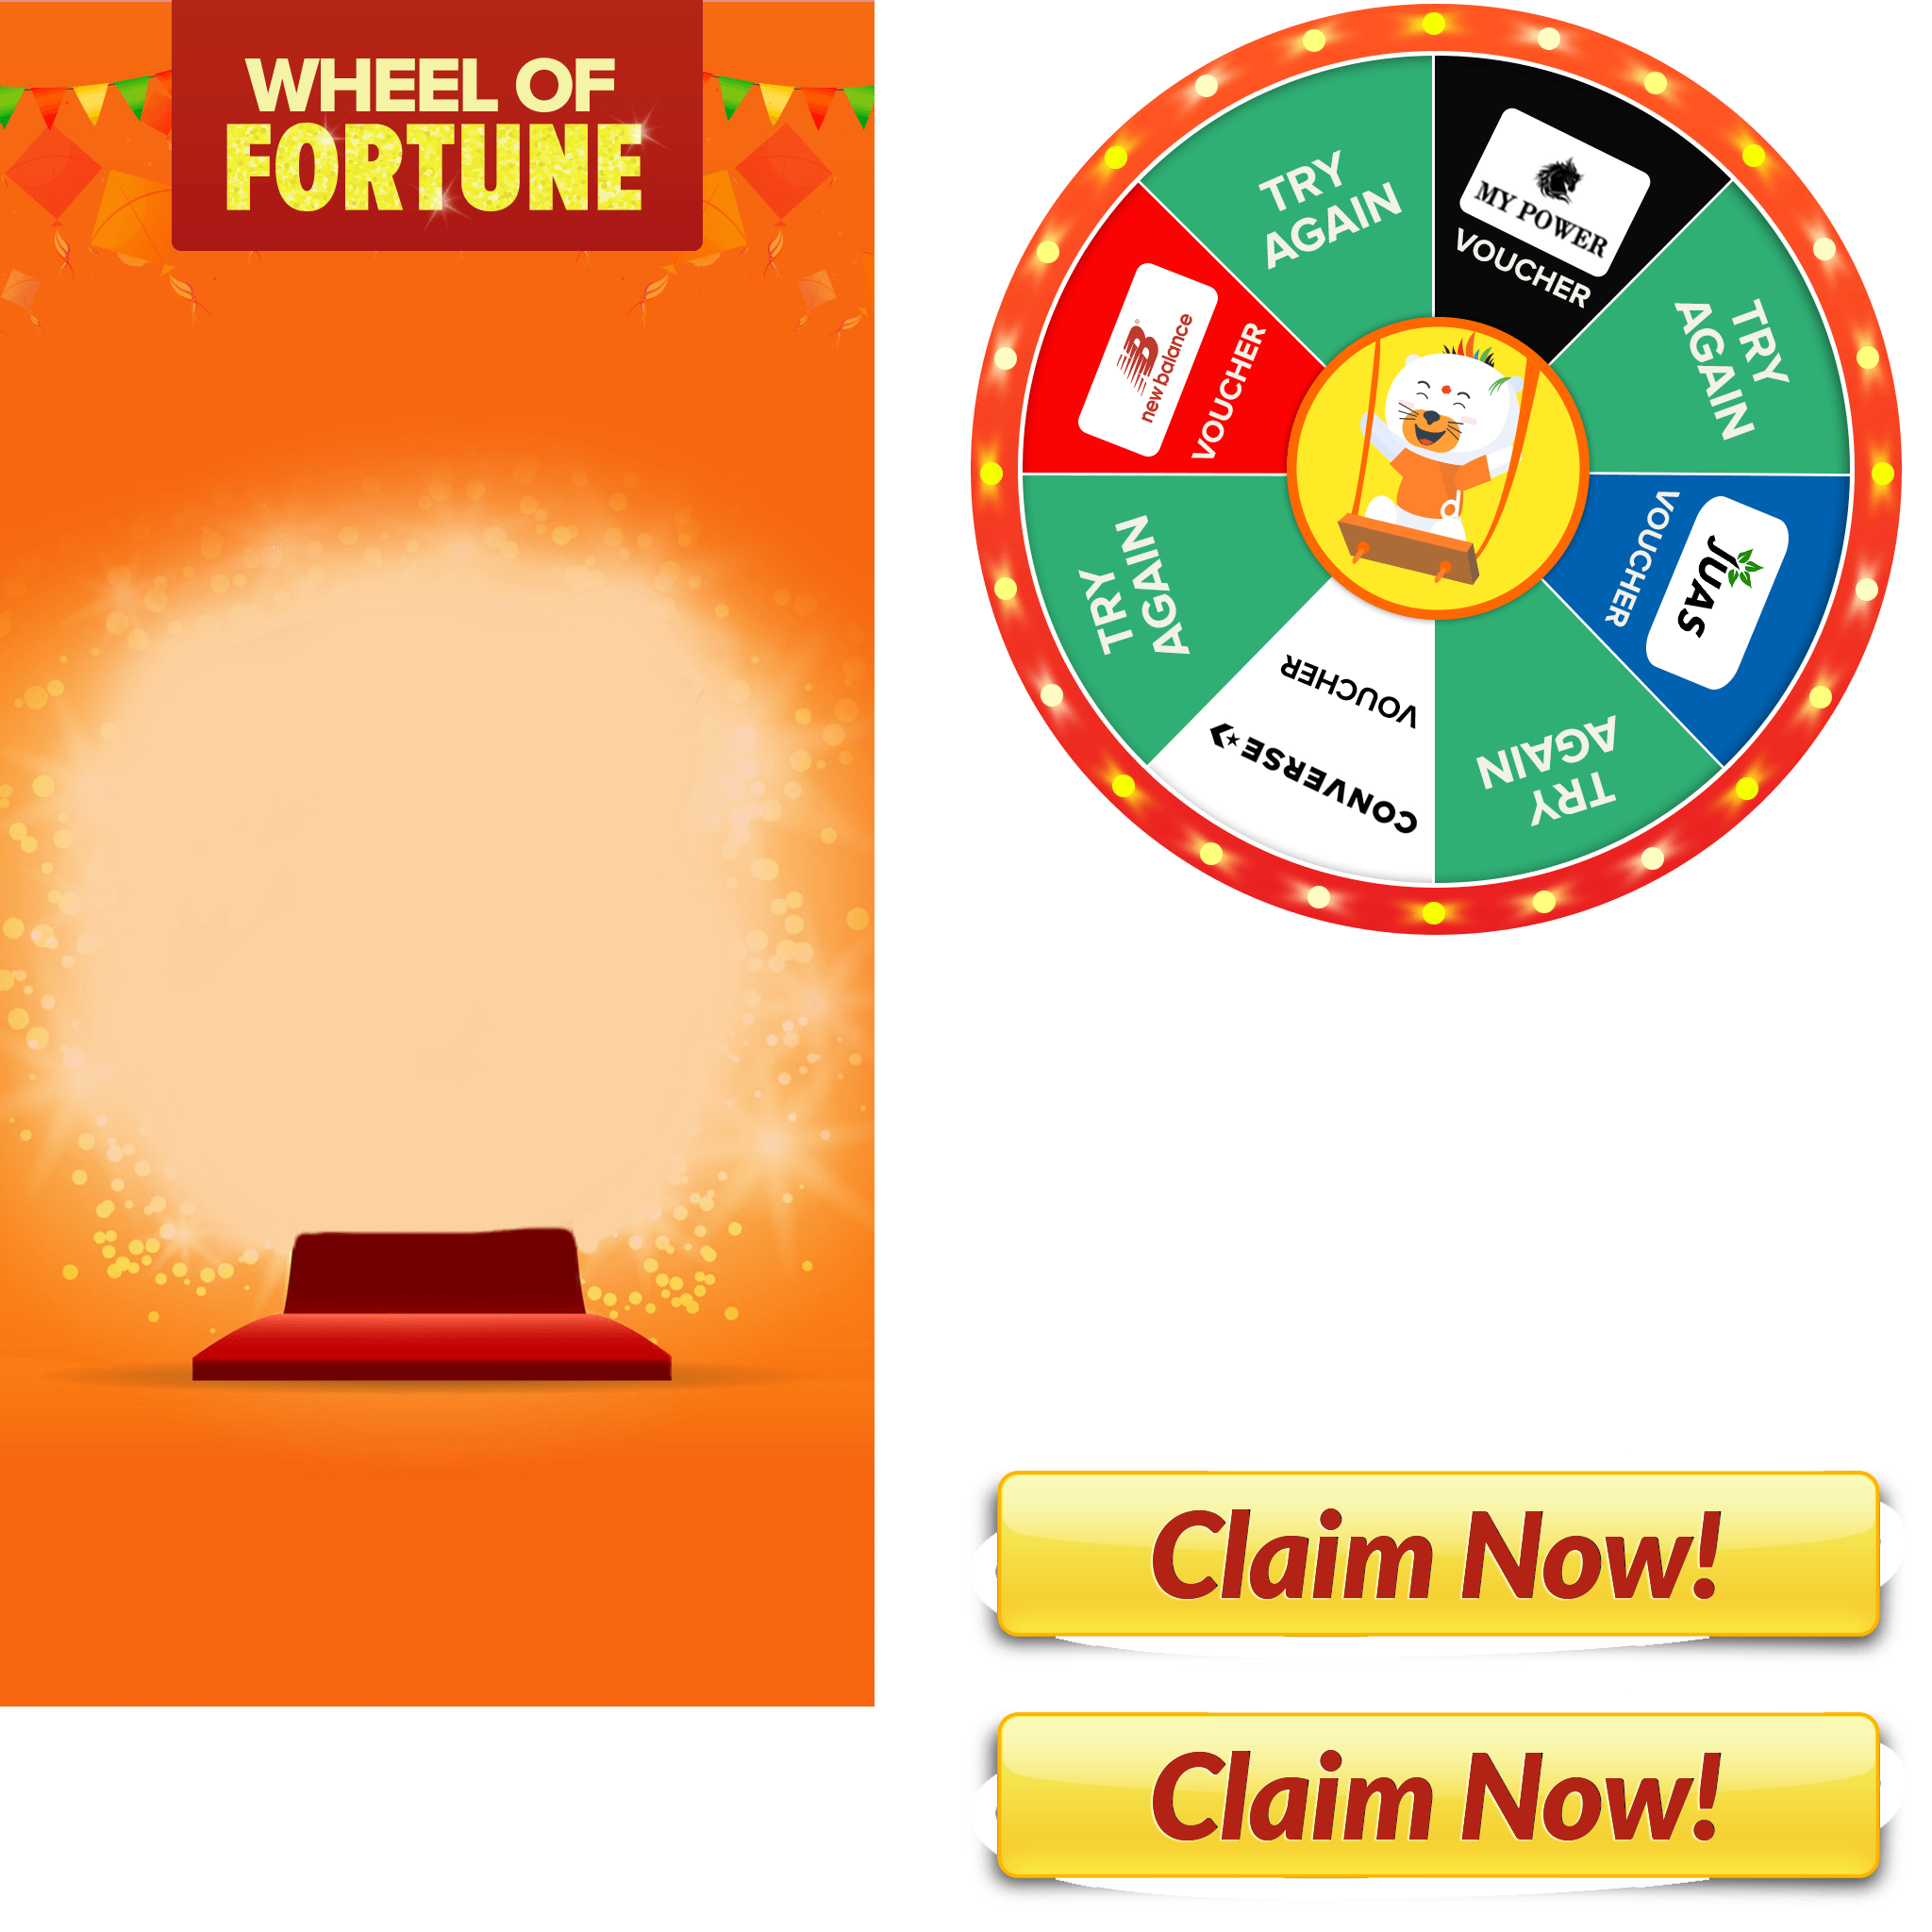 WHEEL OF
FORTUNE
TRY
AGAIN
MY POWER
VOUCHER
TRY
AGAIN
JUAS
VOUCHER
TRY
AGAIN
CONVERSE
VOUCHER
TRY
AGAIN
new balance
VOUCHER
Claim Now!
Claim Now!